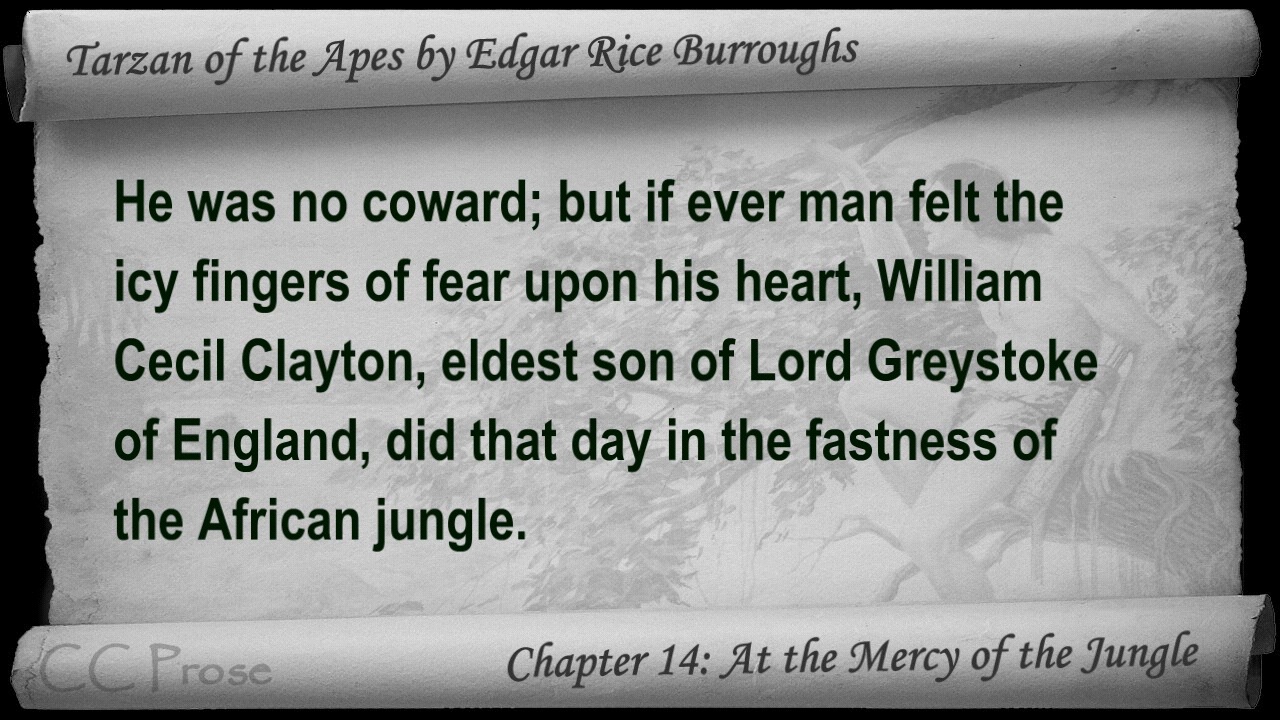 Tarzan of the Apes by Edgar Rice Burroughs
He was no coward; but if ever man felt the
icy fingers of fear upon his heart, William
Cecil Clayton, eldest son of Lord Greystoke
of England, did that day in the fastness of
the African jungle.
CC Prose
Chapter 14: At the Mercy of the Jungle